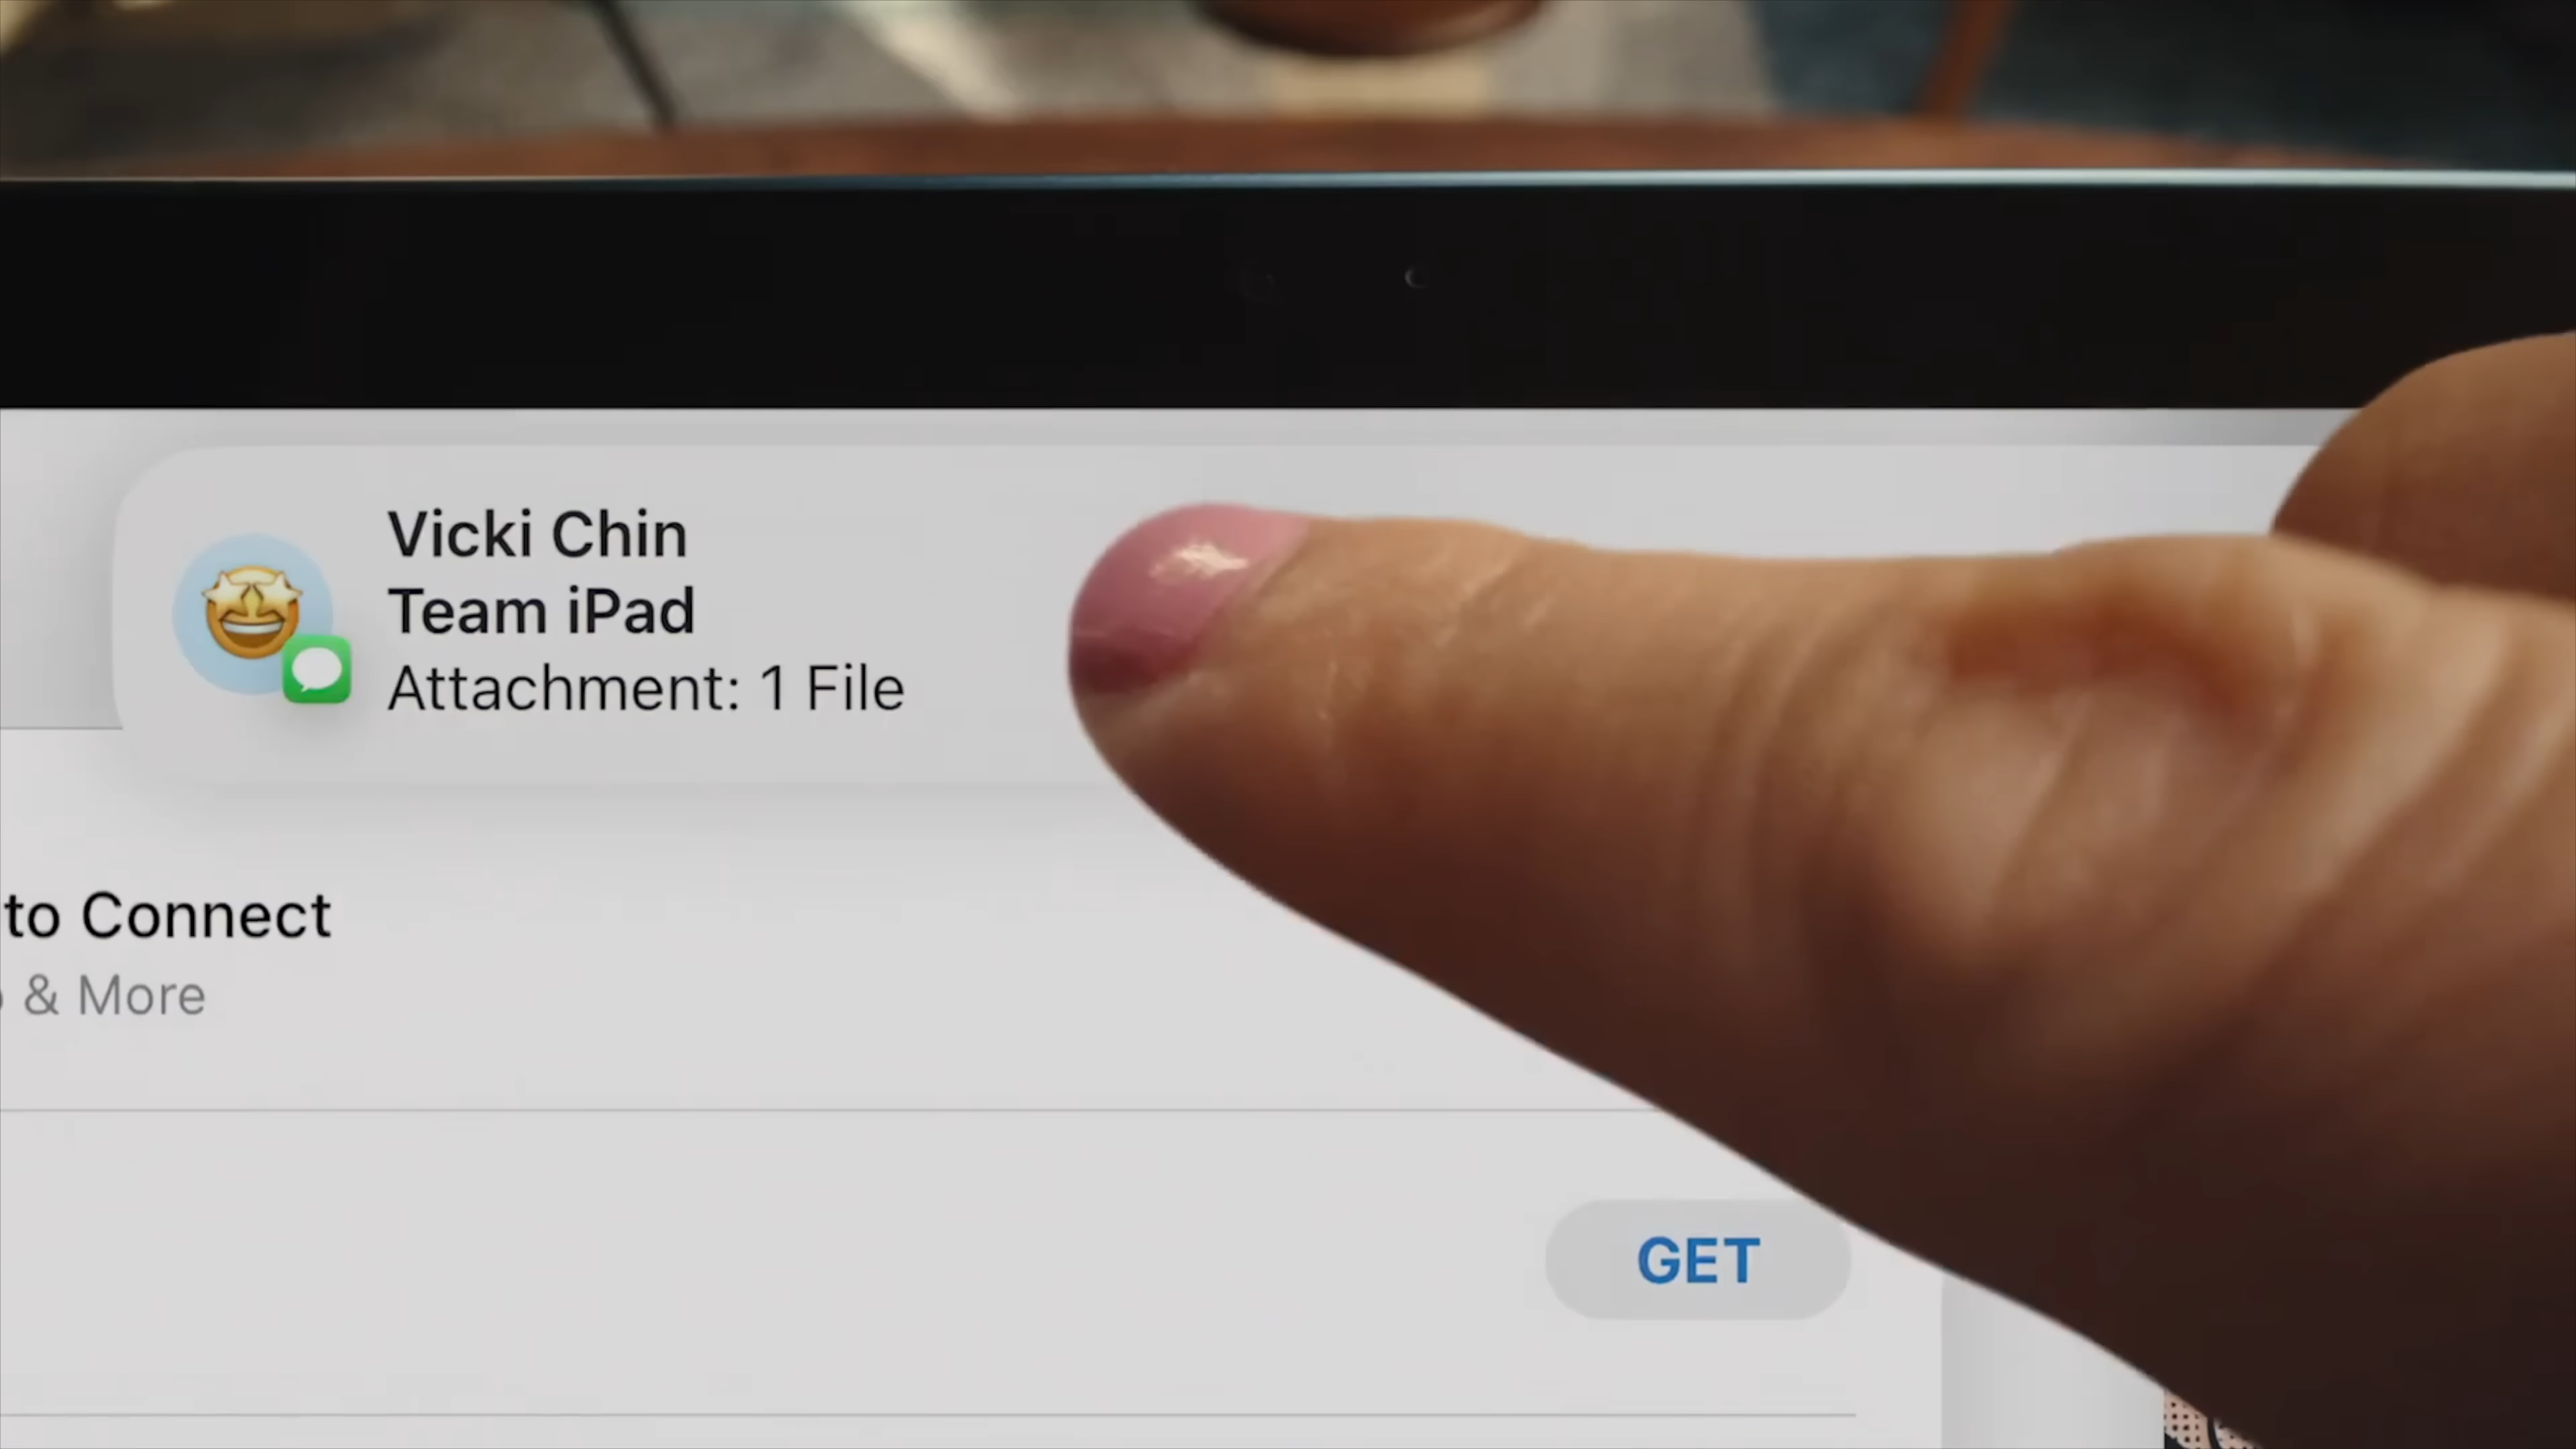 Vicki Chin
Team iPad
Attachment: 1 File
to Connect
& More
GET